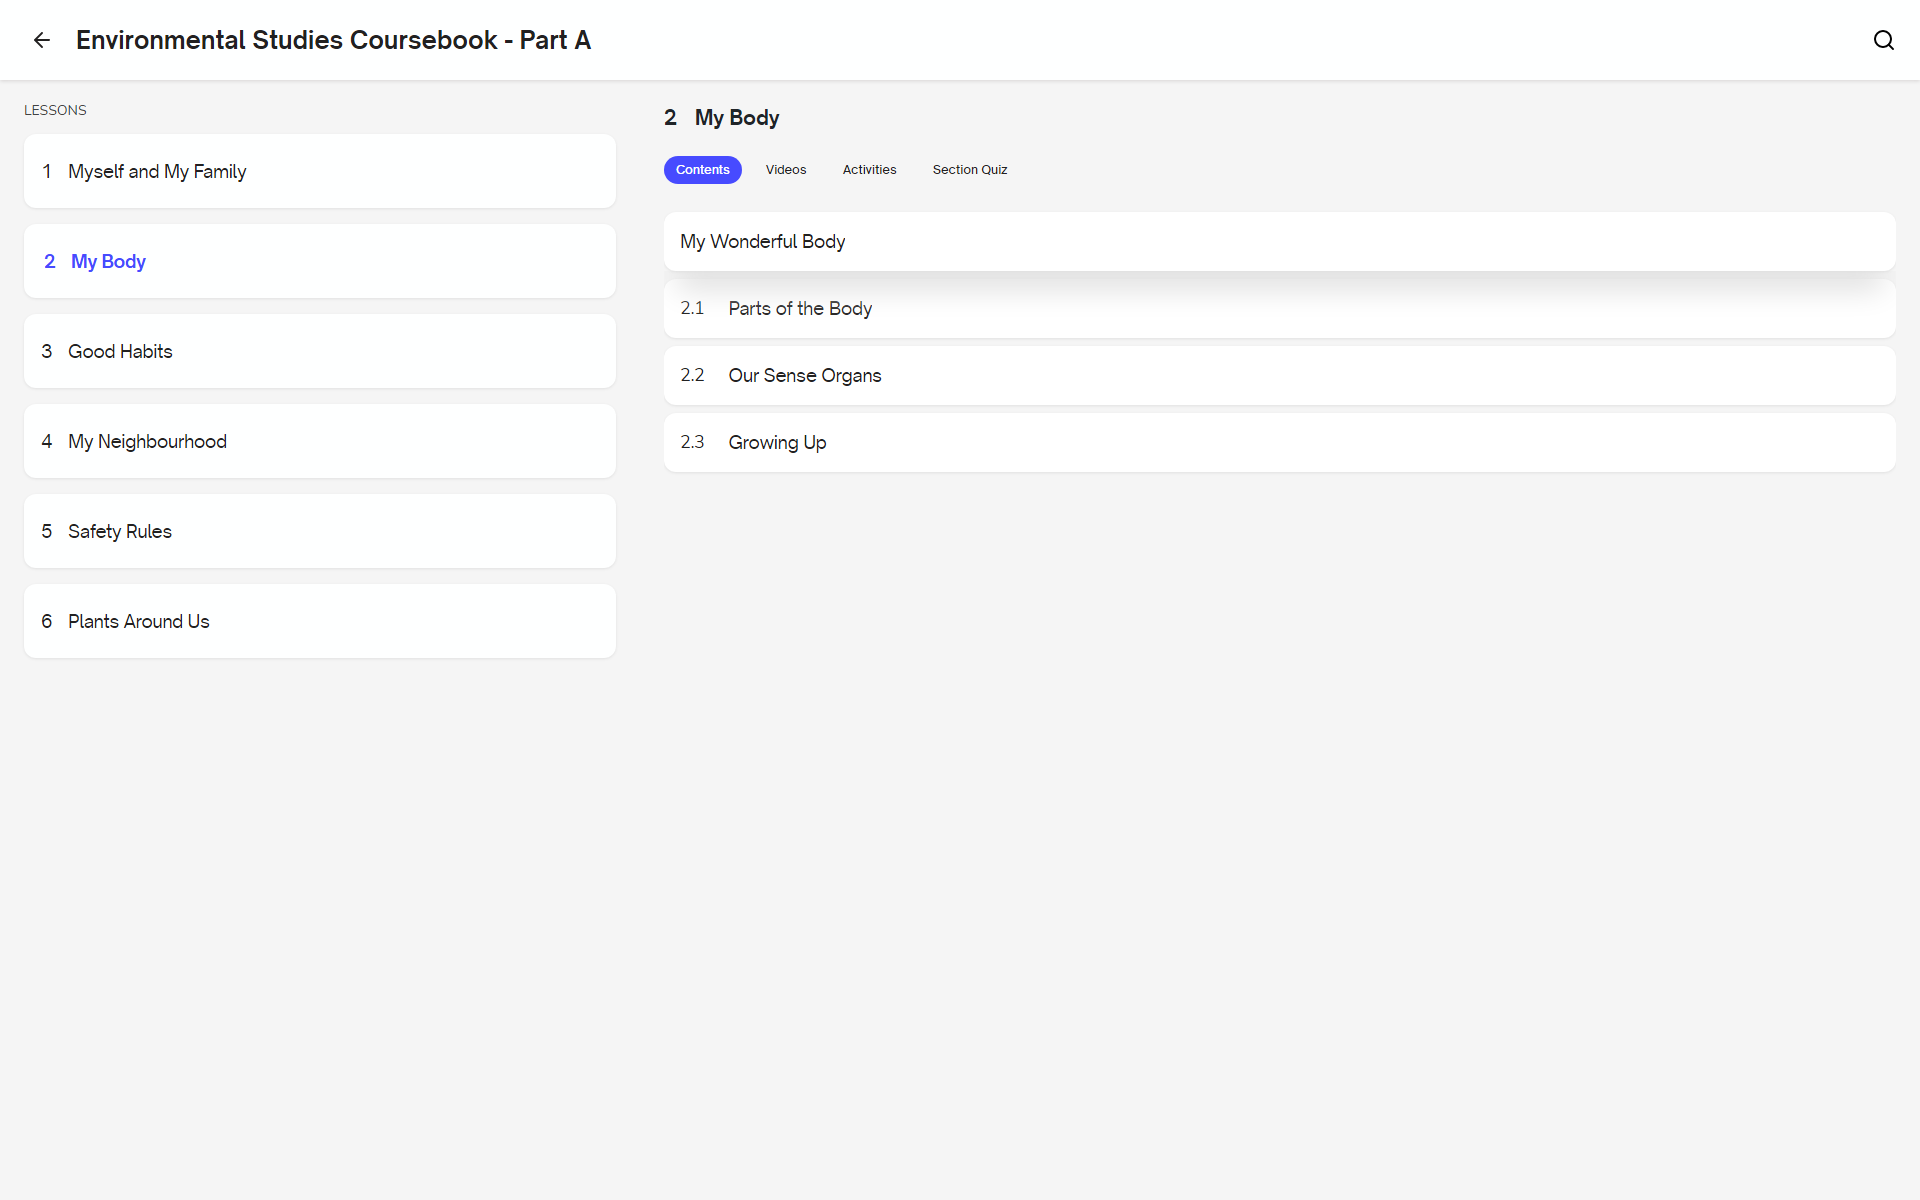 Environmental Studies Coursebook - Part A
LESSONS
1 Myself and My Family
2 My Body
3 Good Habits
4 My Neighbourhood
5 Safety Rules
6 Plants Around Us
2 My Body
Contents Videos Activities Section Quiz
My Wonderful Body
2.1 Parts of the Body
2.2 Our Sense Organs
2.3 Growing Up